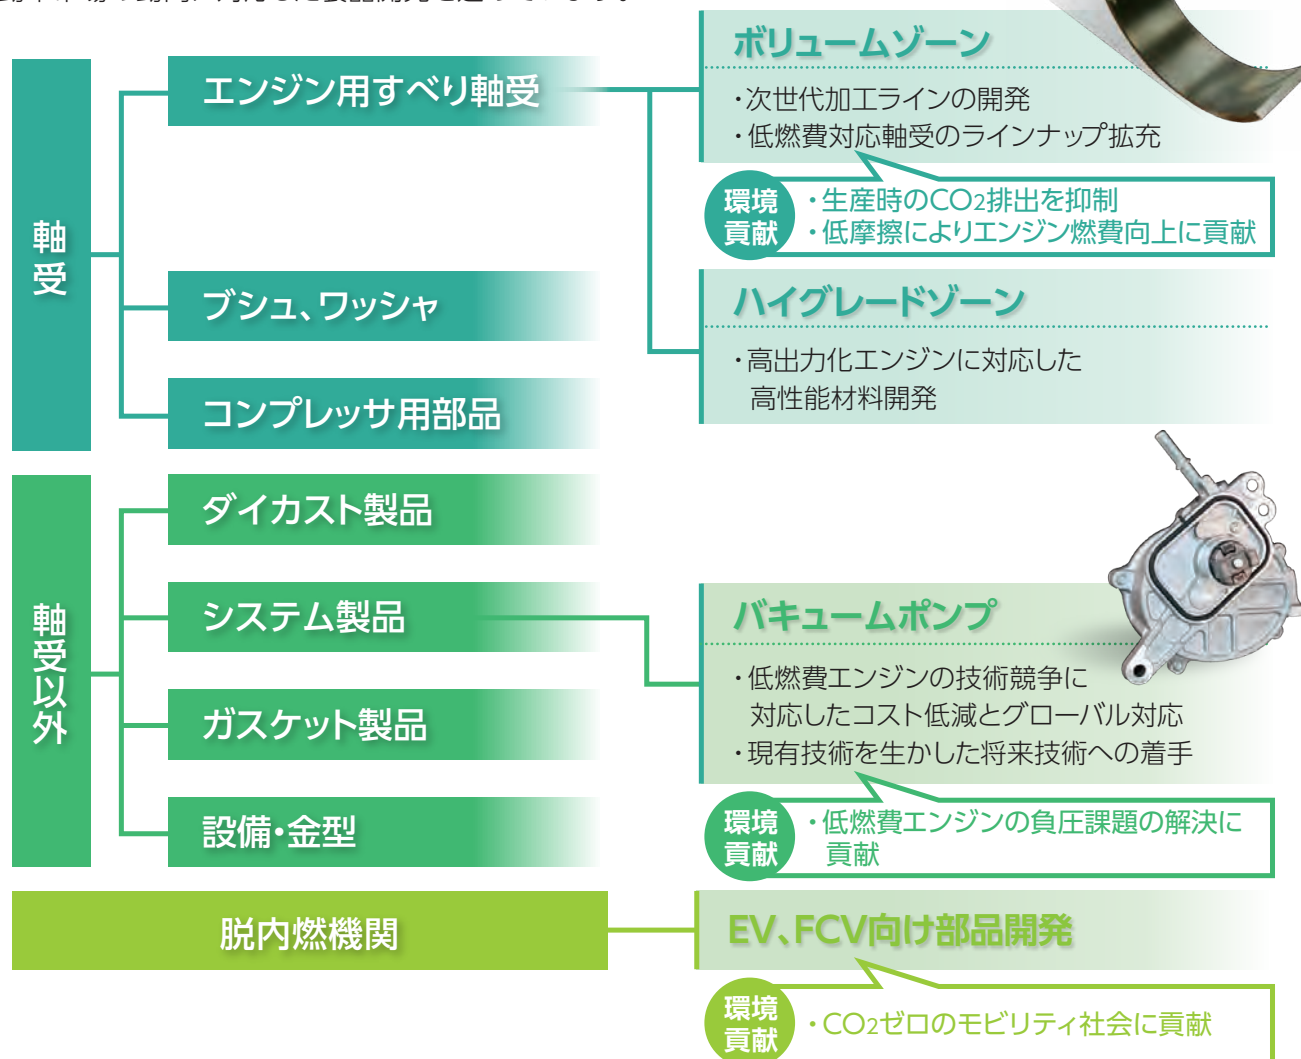 軸受
エンジン用すべり軸受
ブシュ、ワッシャ
コンプレッサ用部品
ボリュームゾーン
・次世代加工ラインの開発
・低燃費対応軸受のラインナップ拡充
環境
貢献
・生産時のCO2排出を抑制
・低摩擦によりエンジン燃費向上に貢献
ハイグレードゾーン
・高出力化エンジンに対応した
高性能材料開発
軸受以外
ダイカスト製品
システム製品
ガスケット製品
設備・金型
バキュームポンプ
・低燃費エンジンの技術競争に
対応したコスト低減とグローバル対応
・現有技術を生かした将来技術への着手
環境
貢献
・低燃費エンジンの負圧課題の解決に
貢献
脱内燃機関
EV、FCV向け部品開発
環境
貢献
・CO2ゼロのモビリティ社会に貢献